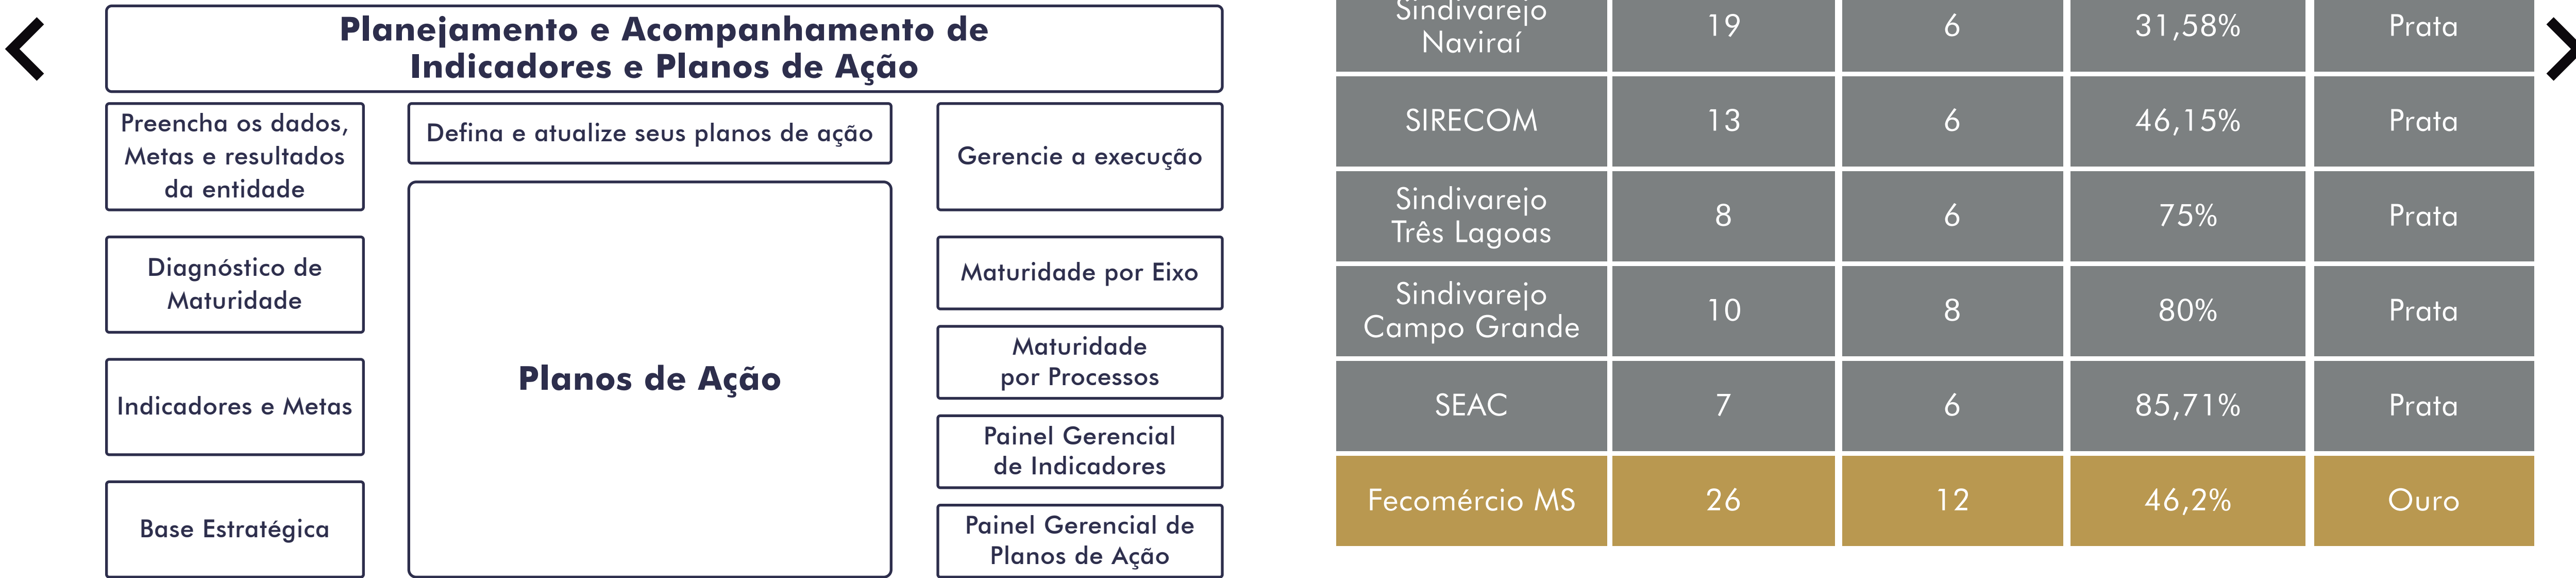 Planejamento e Acompanhamento de
Indicadores e Planos de Ação
Preencha os dados,
Metas e resultados
da entidade
Diagnóstico de
Maturidade
Indicadores e Metas
Base Estratégica
Defina e atualize seus planos de ação
Planos de Ação
Gerencie a execução
Maturidade por Eixo
Maturidade
por Processos
Painel Gerencial
de Indicadores
Painel Gerencial de
Planos de Ação
Sindivarejo
Naviraí
19
6
31,58%
Prata
SIRECOM
13
6
46,15%
Prata
Sindivarejo
Três Lagoas
8
6
75%
Prata
Sindivarejo
Campo Grande
10
8
80%
Prata
SEAC
7
6
85,71%
Prata
Fecomércio MS
26
12
46,2%
Ouro